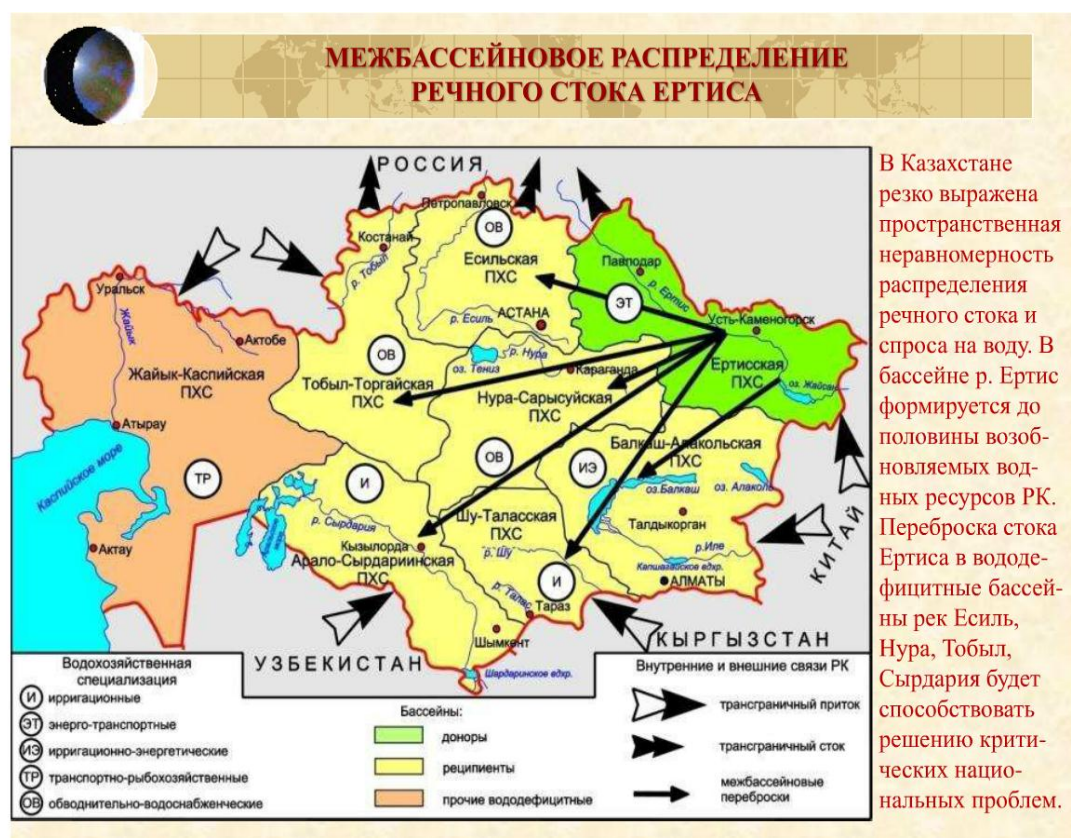 МЕЖБАССЕЙНОВОЕ РАСПРЕДЕЛЕНИЕ
РЕЧНОГО СТОКА ЕРТИСА
РОССИЯ
Петропавловск
Костанай
ОВ
р. Тобыл
Есильская
ПХС
Павлодар
р. Ертис
ЭТ
Уральск
Жайык
Актобе
р. Есиль
АСТАНА
Усть-Каменогорск
р. Нура
оз. Тениз
Караганда
ОВ
Жайык-Каспийская
ПХС
Тобыл-Торгайская
ПХС
Нура-Сарысуйская
ПХС
Ертисская
ПХС
оз. Жайсан
Атырау
Каспийское море
Балкаш-Алакольская
ПХС
ТР
И
ОВ
ИЭ
оз.Балкаш
оз. Алаколь
Шу-Таласская
ПХС
Талдыкорган
р. Сырдария
Кызылорда
Арало-Сырдариинская
ПХС
р. Шу
р.Иле
Капшагайское вдхр.
АЛМАТЫ
Актау
КИТАЙ
р. Талас
И
Тараз
Шымкент
КЫРГЫЗСТАН
УЗБЕКИСТАН
Шардаринское вдхр.
Водохозяйственная
специализация
И ирригационные
ЭТ энерго-транспортные
ИЭ ирригационно-энергетические
ТР транспортно-рыбохозяйственные
ОВ обводнительно-водоснабженческие
Бассейны:
доноры
реципиенты
прочие вододефицитные
Внутренние и внешние связи РК
трансграничный приток
трансграничный сток
межбассейновые
переброски
В Казахстане
резко выражена
пространственная
неравномерность
распределения
речного стока и
спроса на воду. В
бассейне р. Ертис
формируется до
половины возоб-
новляемых вод-
ных ресурсов РК.
Переброска стока
Ертиса в вододе-
фицитные бассей-
ны рек Есиль,
Нура, Тобыл,
Сырдария будет
способствовать
решению крити-
ческих нацио-
нальных проблем.